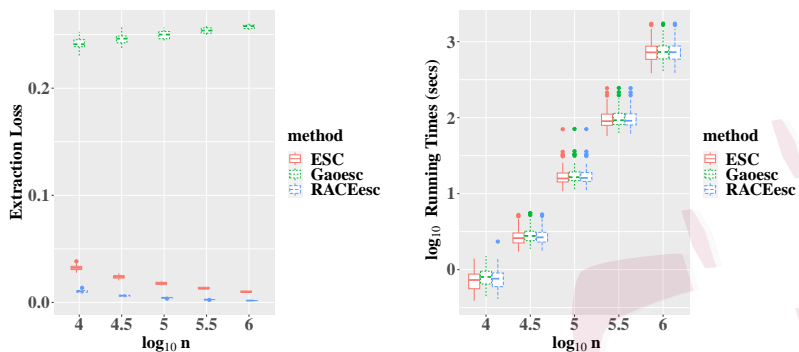 0.2
0.1
0.0
Extraction Loss
4 4.5 5 5.5 6
log₁₀ n
method
ESC
Gaoesc
RACEesc
3
2
1
0
log₁₀ Running Times (secs)
4 4.5 5 5.5 6
log₁₀ n
method
ESC
Gaoesc
RACEesc